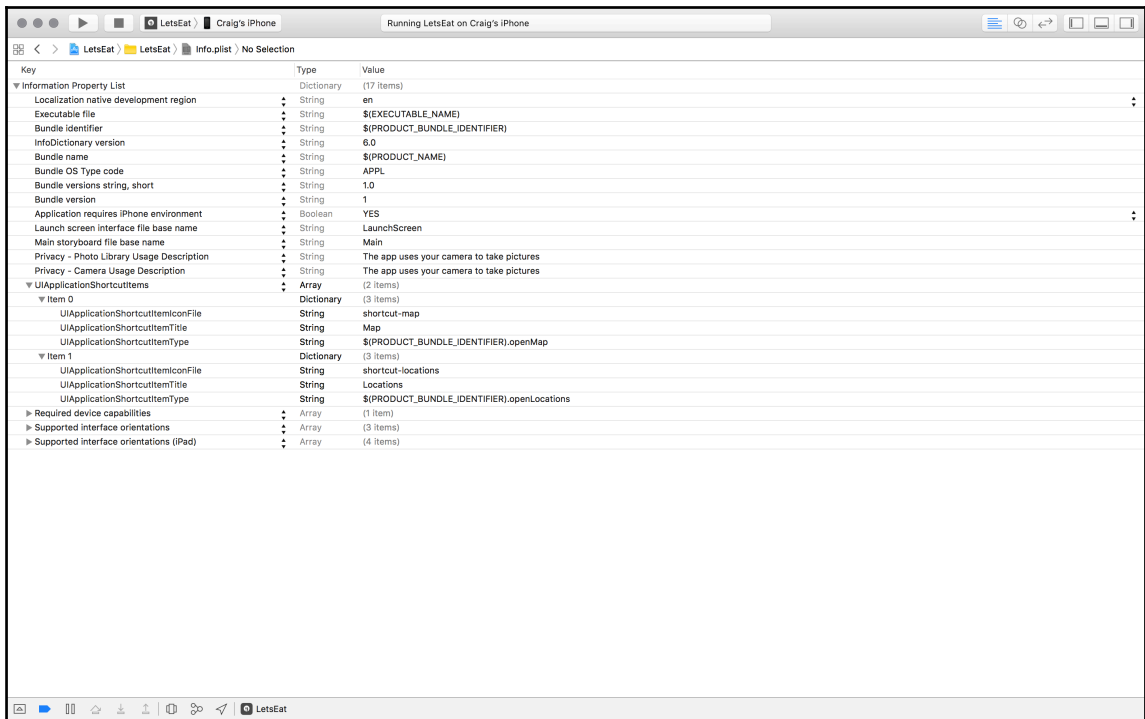 LetsEat Craig's iPhone Running LetsEat on Craig's iPhone
LetsEat LetsEat Info.plist No Selection
Key Type Value
Information Property List Dictionary (17 items)
Localization native development region String en
Executable file String $(EXECUTABLE_NAME)
Bundle identifier String $(PRODUCT_BUNDLE_IDENTIFIER)
InfoDictionary version String 6.0
Bundle name String $(PRODUCT_NAME)
Bundle OS Type code String APPL
Bundle versions string, short String 1.0
Bundle version String 1
Application requires iPhone environment Boolean YES
Launch screen interface file base name String LaunchScreen
Main storyboard file base name String Main
Privacy - Photo Library Usage Description String The app uses your camera to take pictures
Privacy - Camera Usage Description String The app uses your camera to take pictures
UIApplicationShortcutItems Array (2 items)
Item 0 Dictionary (3 items)
UIApplicationShortcutItemIconFile String shortcut-map
UIApplicationShortcutItemTitle String Map
UIApplicationShortcutItemType String $(PRODUCT_BUNDLE_IDENTIFIER).openMap
Item 1 Dictionary (3 items)
UIApplicationShortcutItemIconFile String shortcut-locations
UIApplicationShortcutItemTitle String Locations
UIApplicationShortcutItemType String $(PRODUCT_BUNDLE_IDENTIFIER).openLocations
Required device capabilities Array (1 item)
Supported interface orientations Array (3 items)
Supported interface orientations (iPad) Array (4 items)
LetsEat